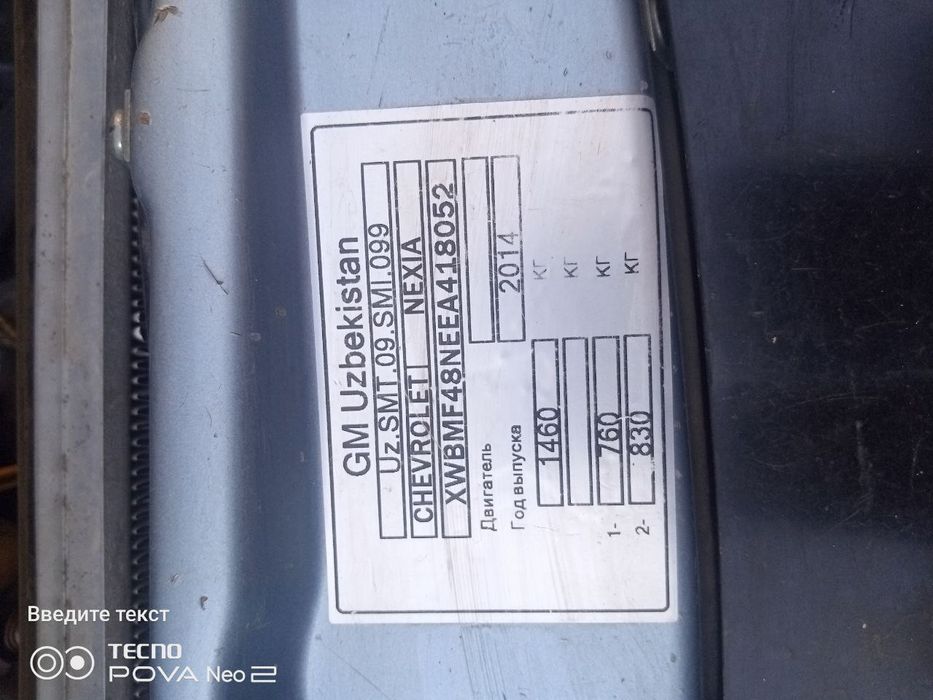 GM Uzbekistan
Uz.SMT.09.SMI.099
CHEVROLET NEXIA
XWBMF48NEEA418052
Двигатель
Год выпуска 2014
1460 КГ
КГ
1- 760 КГ
2- 830 КГ
Введите текст
TECNO
POVA Neo 2